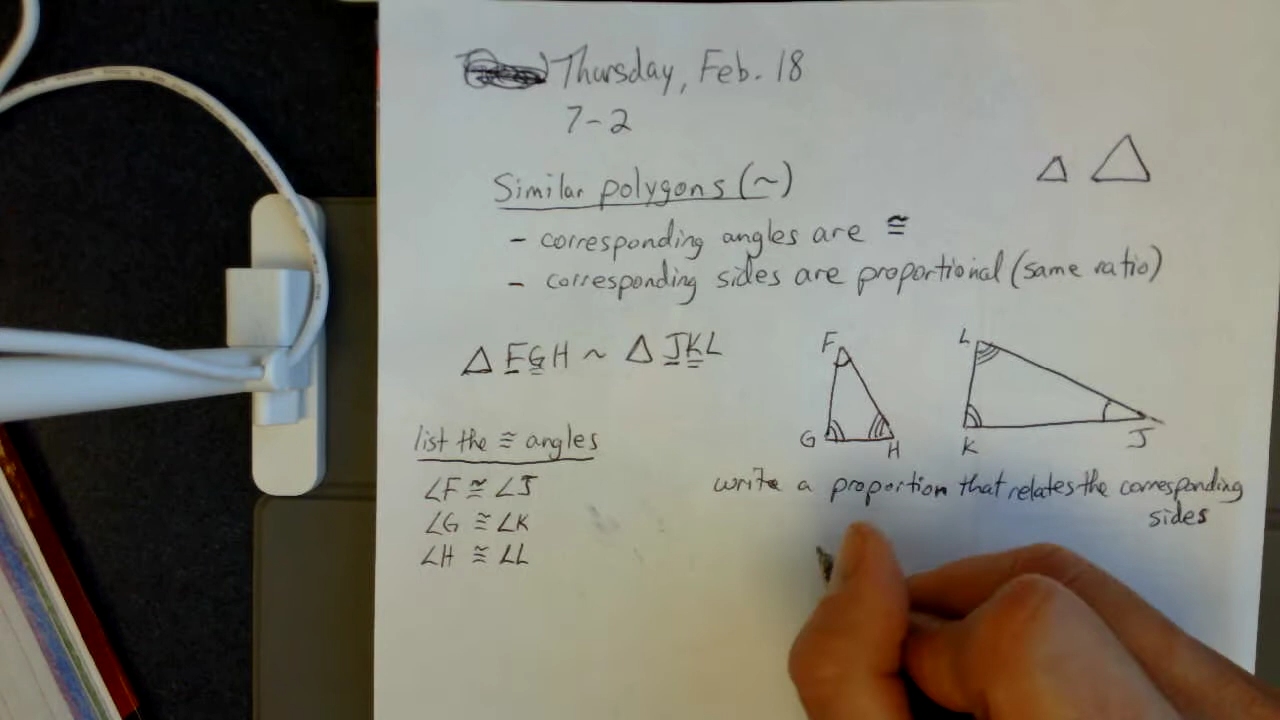 Thursday, Feb. 18
7-2
Similar polygons (~)
- corresponding angles are ≅
- corresponding sides are proportional (same ratio)
△ FGH ~ △ JKL
F
G
H
L
K
J
list the ≅ angles
∠F ≅ ∠J
∠G ≅ ∠K
∠H ≅ ∠L
write a proportion that relates the corresponding
sides